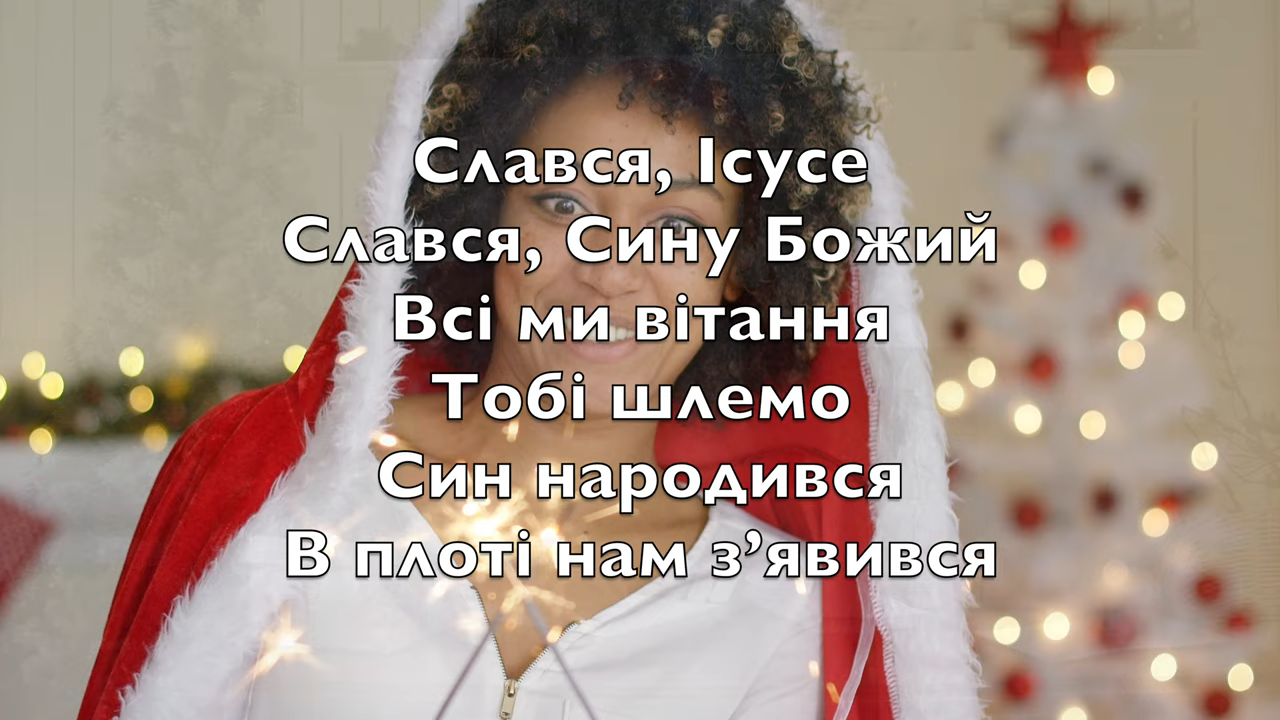 Слався, Ісусе
Слався, Сину Божий
Всі ми вітання
Тобі шлемо
Син народився
В плоті нам з’явився